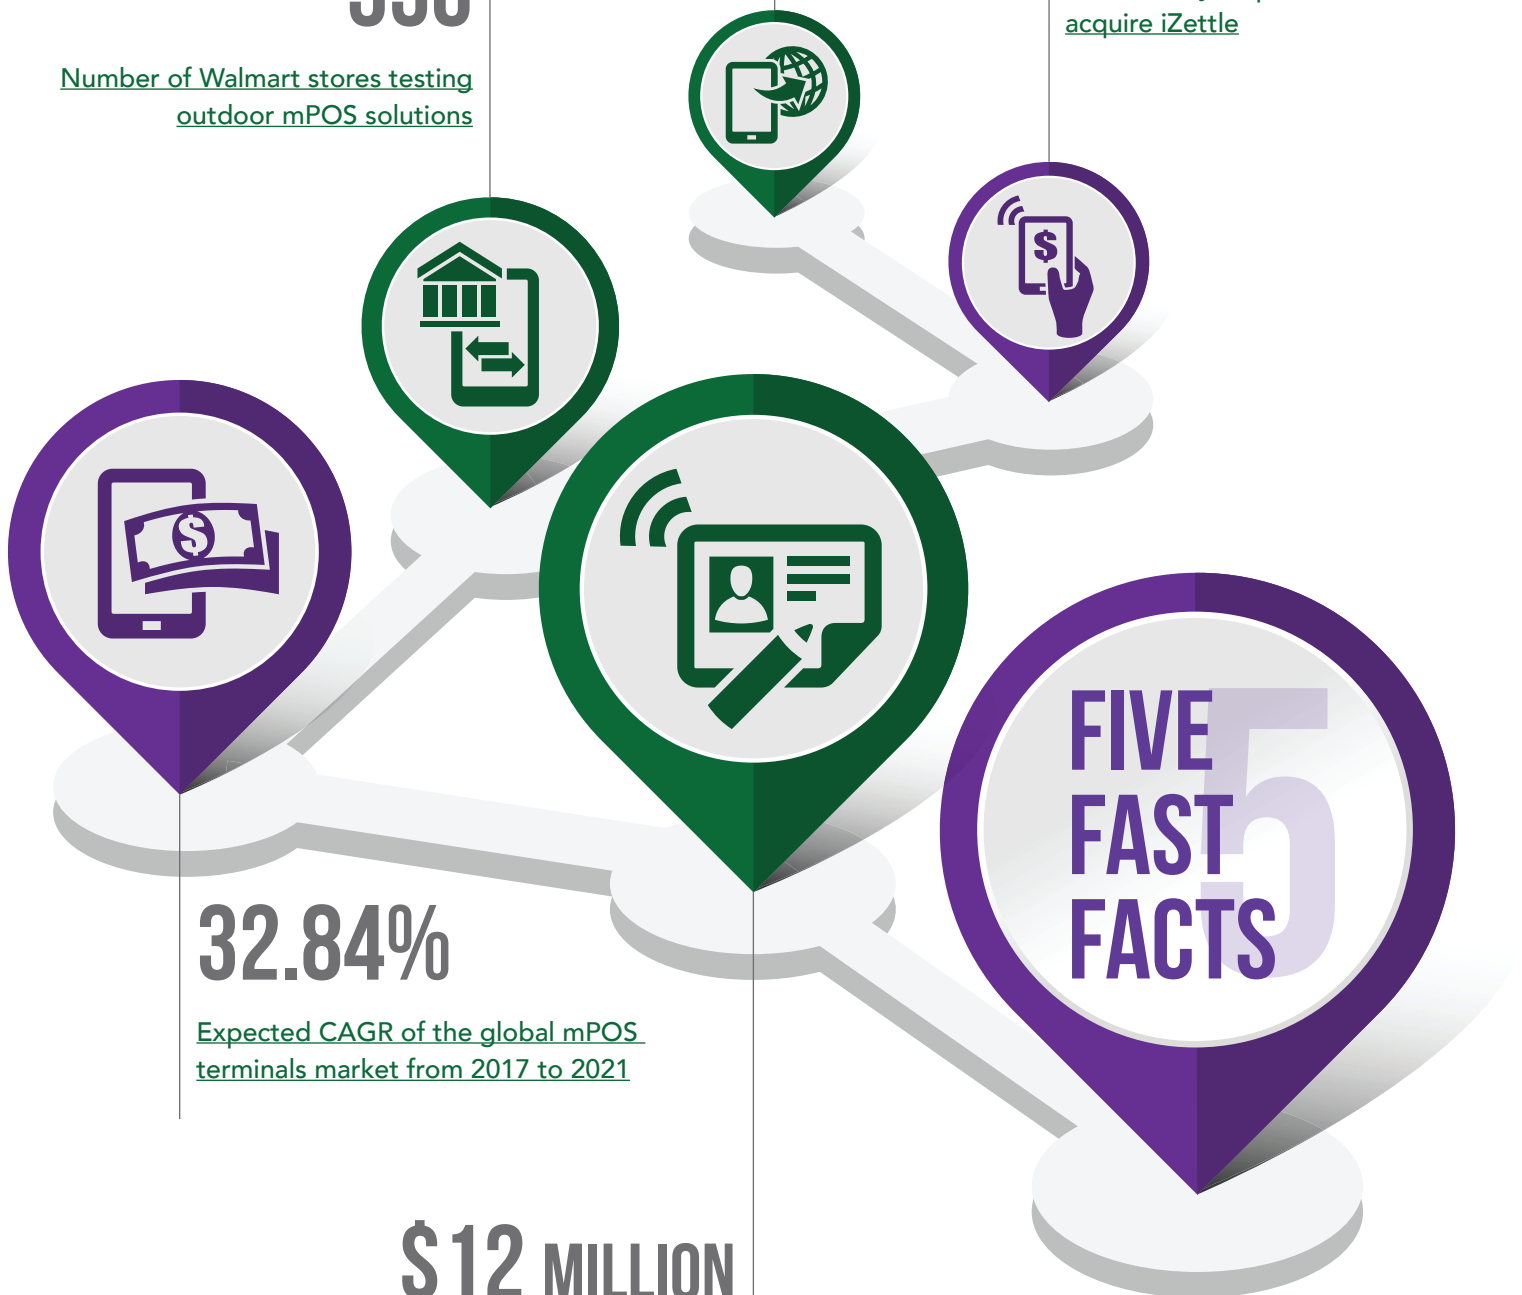 Number of Walmart stores testing
outdoor mPOS solutions
acquire iZettle
$
$
5
FIVE
FAST
FACTS
32.84%
Expected CAGR of the global mPOS
terminals market from 2017 to 2021
$12 MILLION